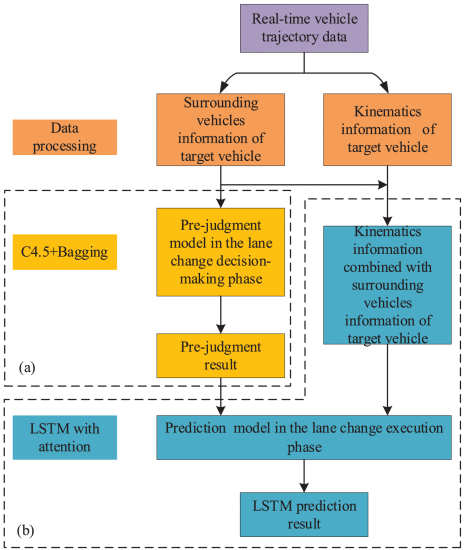 Real-time vehicle
trajectory data
Surrounding
vehicles
information of
target vehicle
Kinematics
information of
target vehicle
Data
processing
C4.5+Bagging
Pre-judgment
model in the lane
change decision-
making phase
Kinematics
information
combined with
surrounding
vehicles
information of
target vehicle
Pre-judgment
result
(a)
LSTM with
attention
Prediction model in the lane change execution
phase
LSTM prediction
result
(b)